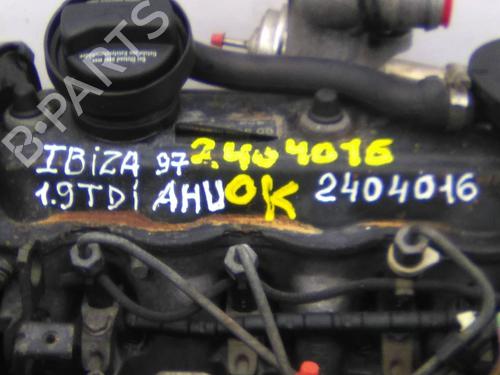 B-PARTS
IBIZA 97 2404016
1.9TDi AHU OK 2404016